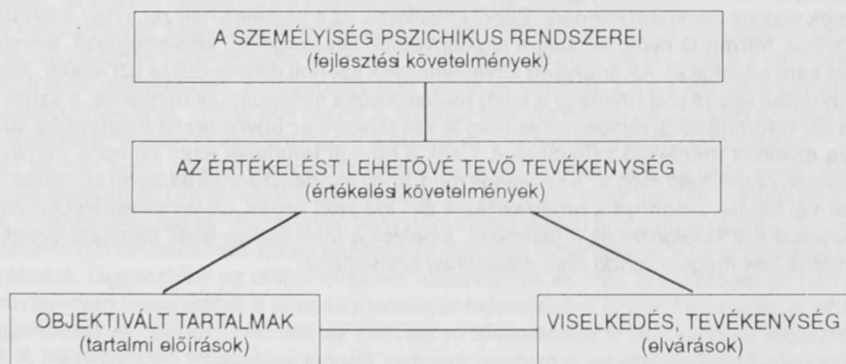 A SZEMÉLYISÉG PSZICHIKUS RENDSZEREI
(fejlesztési követelmények)
AZ ÉRTÉKELÉST LEHETŐVÉ TEVŐ TEVÉKENYSÉG
(értékelési követelmények)
OBJEKTIVÁLT TARTALMAK
(tartalmi előírások)
VISELKEDÉS, TEVÉKENYSÉG
(elvárások)